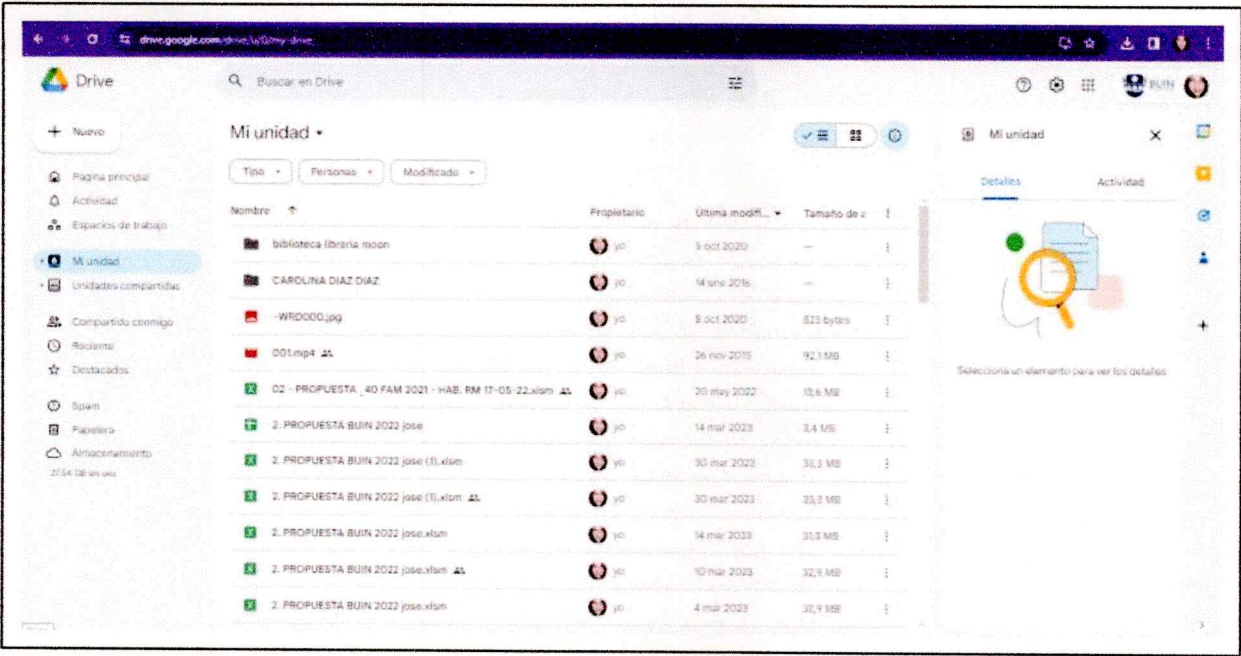 drive.google.com/drive/u/0/my-drive
Drive
Buscar en Drive
BUIN
Nuevo
Página principal
Actividad
Espacios de trabajo
Mi unidad
Unidades compartidas
Compartido conmigo
Reciente
Destacados
Spam
Papelera
Almacenamiento
27,54 GB en uso
Mi unidad
Tipo
Personas
Modificado
Nombre Propietario Última modifi... Tamaño de a
biblioteca libreria moon yo 9 oct 2020 —
CAROLINA DIAZ DIAZ yo 14 ene 2016 —
-WRD000.jpg yo 9 oct 2020 823 bytes
001.mp4 yo 26 nov 2015 92,1 MB
02 - PROPUESTA _40 FAM 2021 - HAB. RM 17-05-22.xlsm yo 20 may 2022 13,6 MB
2. PROPUESTA BUIN 2022 jose yo 14 mar 2023 3,4 MB
2. PROPUESTA BUIN 2022 jose (1).xlsm yo 30 mar 2023 33,3 MB
2. PROPUESTA BUIN 2022 jose (1).xlsm yo 30 mar 2023 33,3 MB
2. PROPUESTA BUIN 2022 jose.xlsm yo 14 mar 2023 31,3 MB
2. PROPUESTA BUIN 2022 jose.xlsm yo 10 mar 2023 32,9 MB
2. PROPUESTA BUIN 2022 jose.xlsm yo 4 mar 2023 32,9 MB
Mi unidad
Detalles Actividad
Selecciona un elemento para ver los detalles